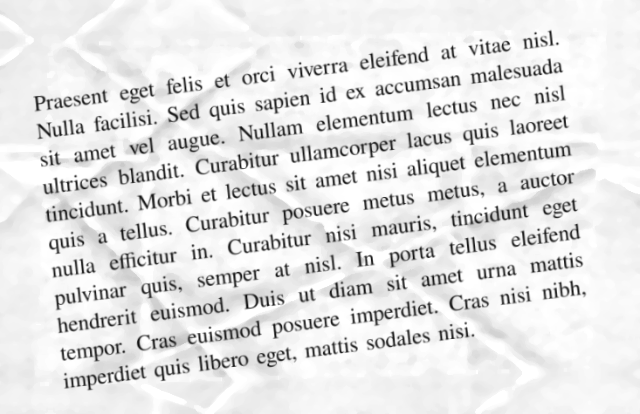 Praesent eget felis et orci viverra eleifend at vitae nisl.
Nulla facilisi. Sed quis sapien id ex accumsan malesuada
sit amet vel augue. Nullam elementum lectus nec nisl
ultrices blandit. Curabitur ullamcorper lacus quis laoreet
tincidunt. Morbi et lectus sit amet nisi aliquet elementum
quis a tellus. Curabitur posuere metus metus, a auctor
nulla efficitur in. Curabitur nisi mauris, tincidunt eget
pulvinar quis, semper at nisl. In porta tellus eleifend
hendrerit euismod. Duis ut diam sit amet urna mattis
tempor. Cras euismod posuere imperdiet. Cras nisi nibh,
imperdiet quis libero eget, mattis sodales nisi.